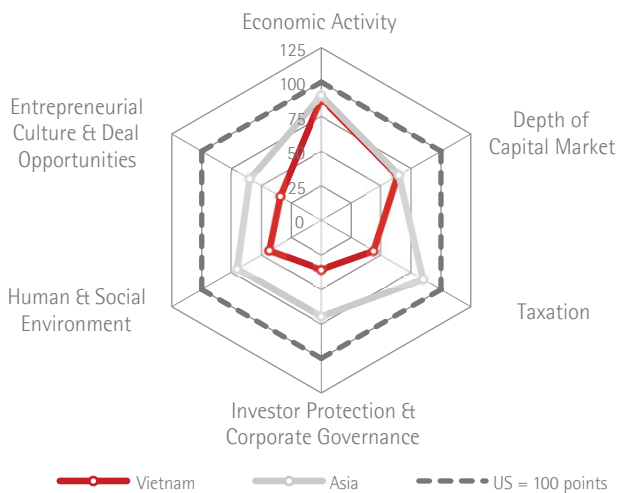 Economic Activity
125
100
75
50
25
0
Entrepreneurial
Culture & Deal
Opportunities
Depth of
Capital Market
Human & Social
Environment
Taxation
Investor Protection &
Corporate Governance
Vietnam
Asia
US = 100 points